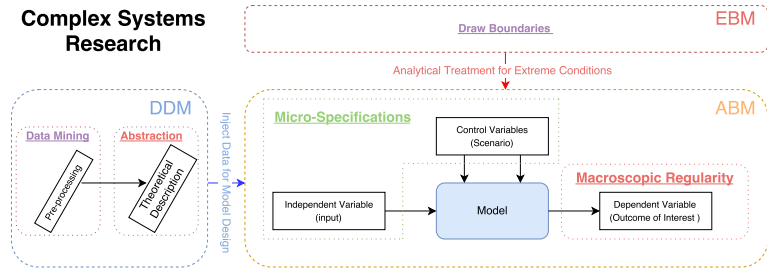 Complex Systems
Research
EBM
Draw Boundaries
Analytical Treatment for Extreme Conditions
DDM
Data Mining
Abstraction
Pre-processing
Theoretical
Description
Inject Data for Model Design
ABM
Micro-Specifications
Control Variables
(Scenario)
Independent Variable
(input)
Model
Macroscopic Regularity
Dependent Variable
(Outcome of Interest )